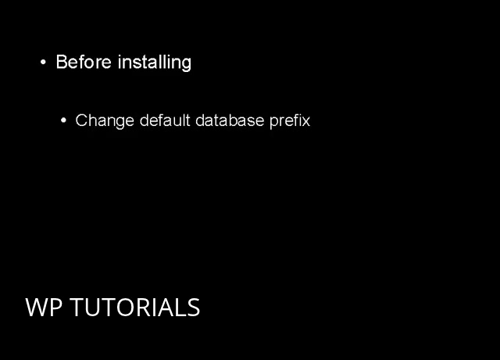 • Before installing
• Change default database prefix
WP TUTORIALS